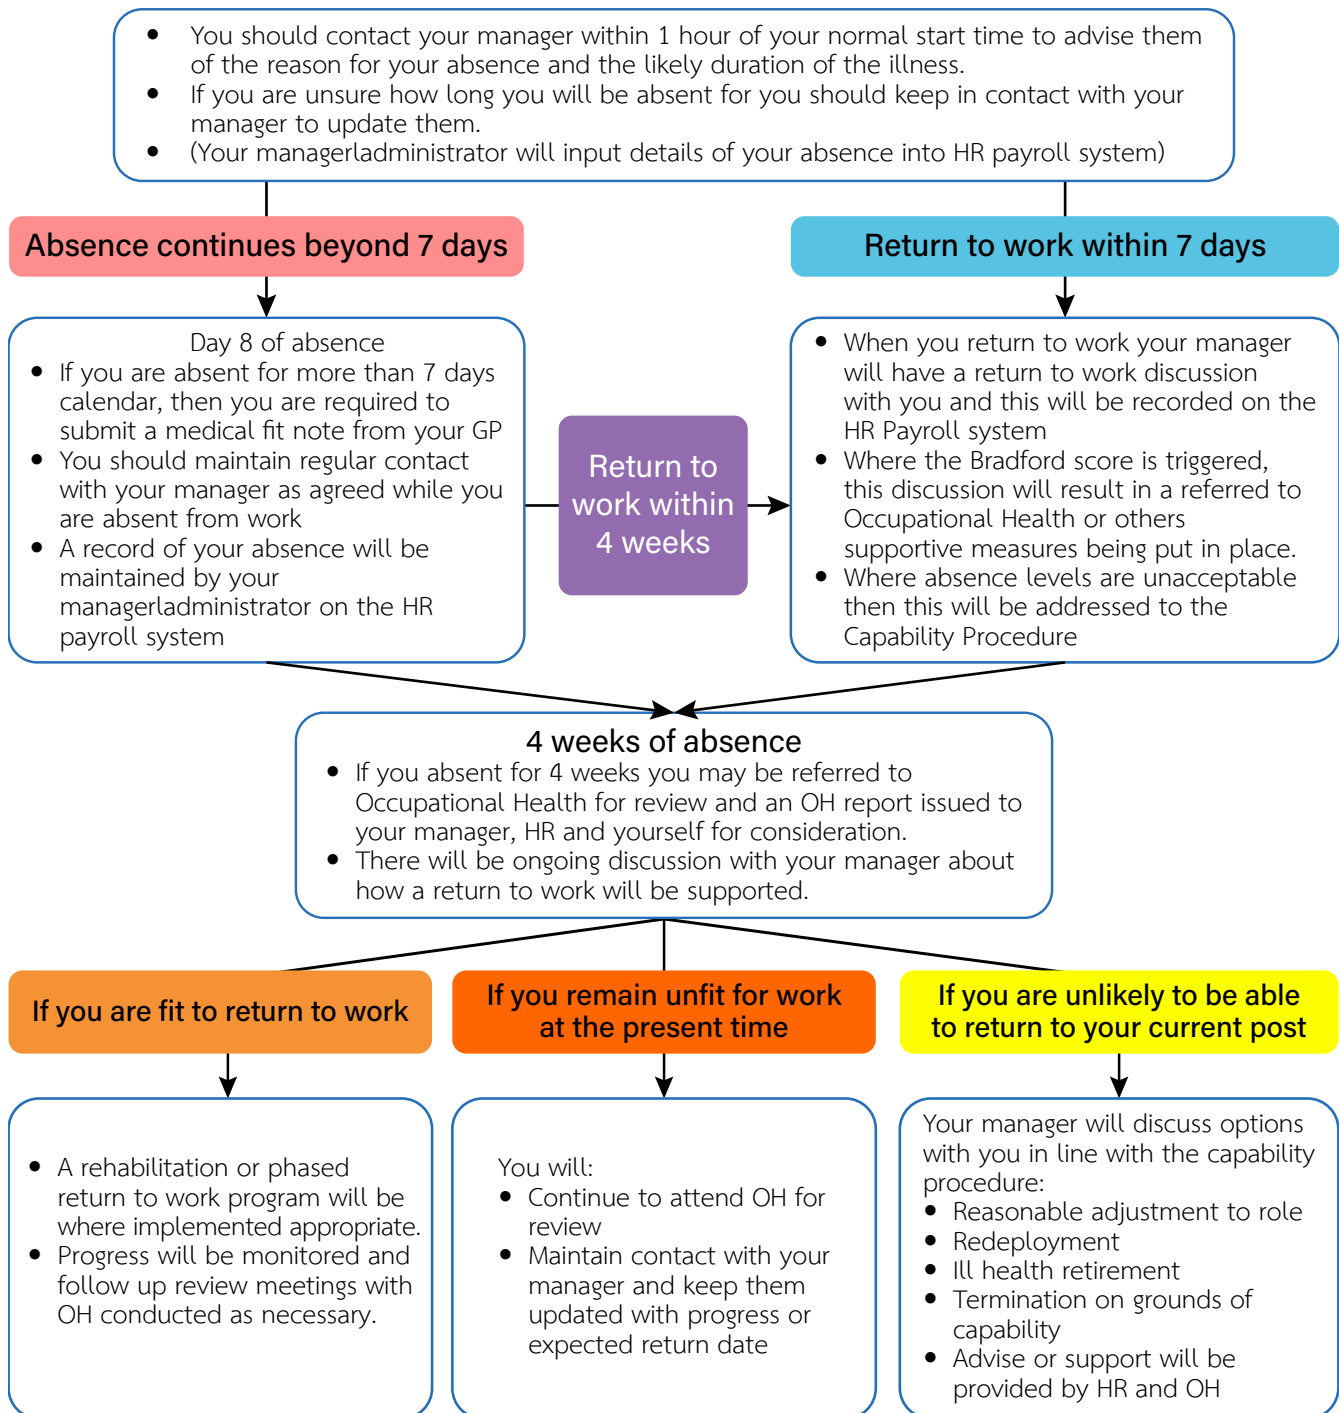 • You should contact your manager within 1 hour of your normal start time to advise them
of the reason for your absence and the likely duration of the illness.
• If you are unsure how long you will be absent for you should keep in contact with your
manager to update them.
• (Your managerladministrator will input details of your absence into HR payroll system)
Absence continues beyond 7 days
Return to work within 7 days
Day 8 of absence
• If you are absent for more than 7 days
calendar, then you are required to
submit a medical fit note from your GP
• You should maintain regular contact
with your manager as agreed while you
are absent from work
• A record of your absence will be
maintained by your
managerladministrator on the HR
payroll system
Return to
work within
4 weeks
• When you return to work your manager
will have a return to work discussion
with you and this will be recorded on the
HR Payroll system
• Where the Bradford score is triggered,
this discussion will result in a referred to
Occupational Health or others
supportive measures being put in place.
• Where absence levels are unacceptable
then this will be addressed to the
Capability Procedure
4 weeks of absence
• If you absent for 4 weeks you may be referred to
Occupational Health for review and an OH report issued to
your manager, HR and yourself for consideration.
• There will be ongoing discussion with your manager about
how a return to work will be supported.
If you are fit to return to work
If you remain unfit for work
at the present time
If you are unlikely to be able
to return to your current post
• A rehabilitation or phased
return to work program will be
where implemented appropriate.
• Progress will be monitored and
follow up review meetings with
OH conducted as necessary.
You will:
• Continue to attend OH for
review
• Maintain contact with your
manager and keep them
updated with progress or
expected return date
Your manager will discuss options
with you in line with the capability
procedure:
• Reasonable adjustment to role
• Redeployment
• Ill health retirement
• Termination on grounds of
capability
• Advise or support will be
provided by HR and OH